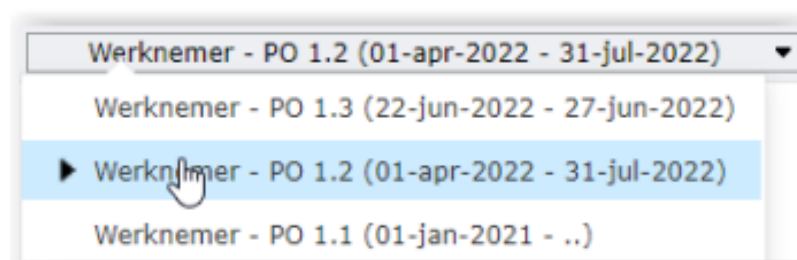 Werknemer - PO 1.2 (01-apr-2022 - 31-jul-2022)
Werknemer - PO 1.3 (22-jun-2022 - 27-jun-2022)
Werknemer - PO 1.2 (01-apr-2022 - 31-jul-2022)
Werknemer - PO 1.1 (01-jan-2021 - ..)